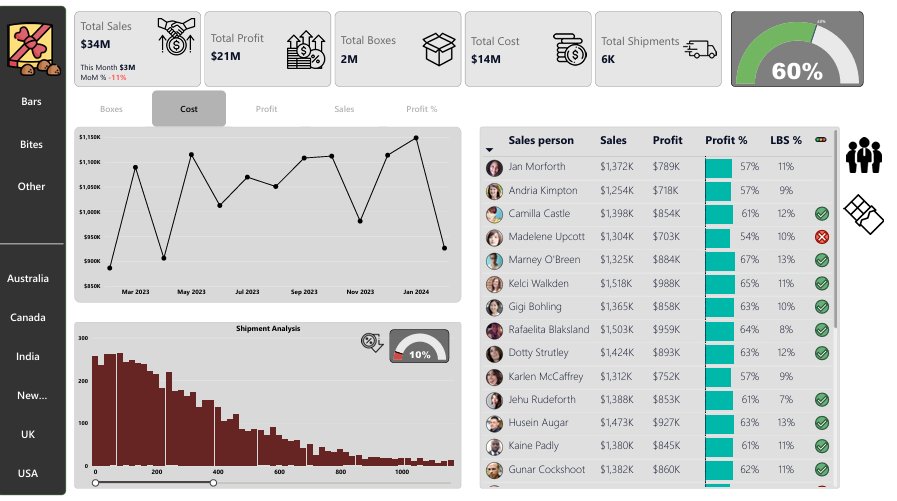 Total Sales
$34M
This Month $3M
MoM % -11%
Total Profit
$21M
Total Boxes
2M
Total Cost
$14M
Total Shipments
6K
60%
Bars
Bites
Other
Australia
Canada
India
New...
UK
USA
Boxes Cost Profit Sales Profit %
$1,150K
$1,100K
$1,050K
$1,000K
$950K
$900K
$850K
Mar 2023 May 2023 Jul 2023 Sep 2023 Nov 2023 Jan 2024
Shipment Analysis
300
200
100
0
0 200 400 600 800 1000
10%
Sales person Sales Profit Profit % LBS %
Jan Morforth $1,372K $789K 57% 11%
Andria Kimpton $1,254K $718K 57% 9%
Camilla Castle $1,398K $854K 61% 12%
Madelene Upcott $1,304K $703K 54% 10%
Marney O'Breen $1,325K $884K 67% 13%
Kelci Walkden $1,518K $988K 65% 11%
Gigi Bohling $1,365K $858K 63% 10%
Rafaelita Blaksland $1,503K $959K 64% 8%
Dotty Strutley $1,424K $893K 63% 12%
Karlen McCaffrey $1,312K $752K 57% 9%
Jehu Rudeforth $1,388K $853K 61% 7%
Husein Augar $1,473K $927K 63% 13%
Kaine Padly $1,380K $845K 61% 11%
Gunar Cockshoot $1,382K $860K 62% 11%